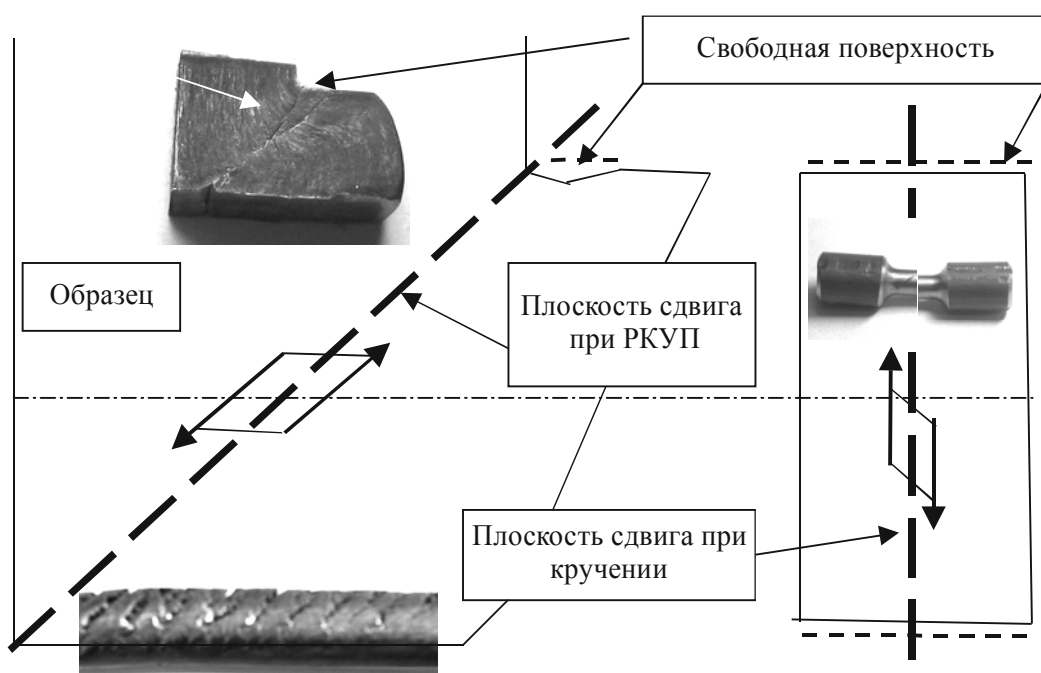 Свободная поверхность
Образец
Плоскость сдвига
при РКУП
Плоскость сдвига при
кручении